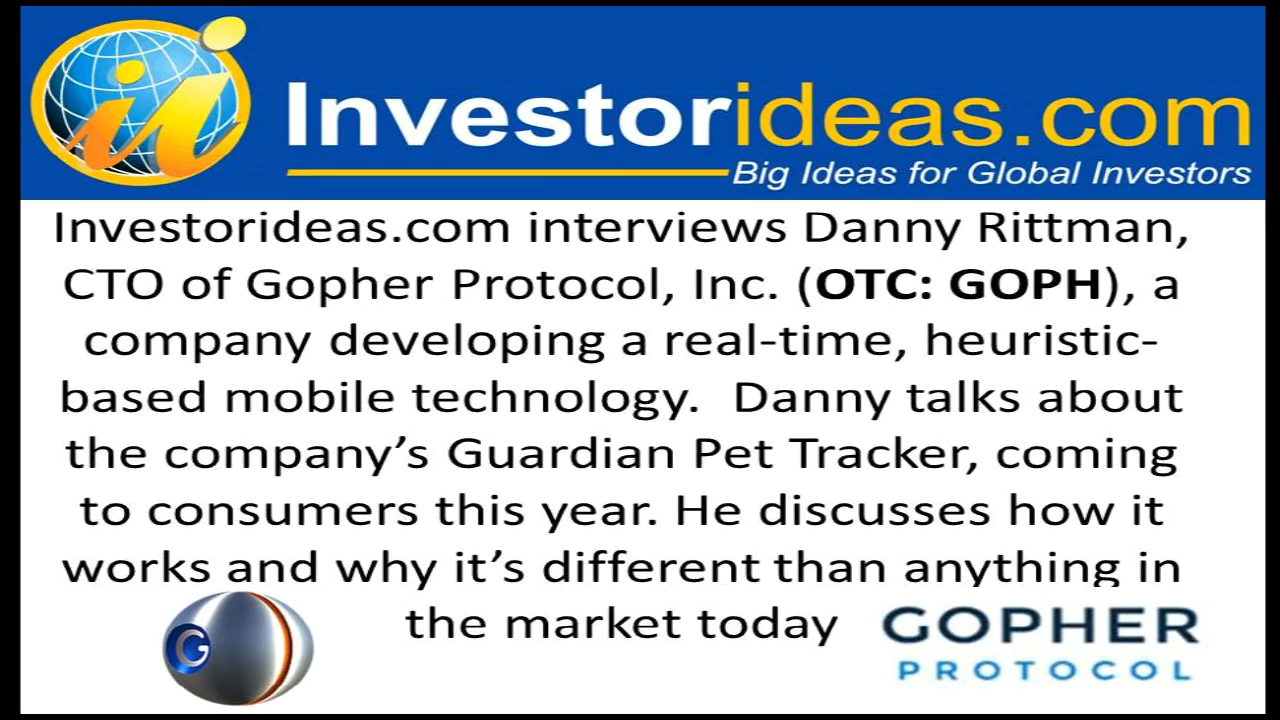 ii
Investorideas.com
Big Ideas for Global Investors
Investorideas.com interviews Danny Rittman,
CTO of Gopher Protocol, Inc. (OTC: GOPH), a
company developing a real-time, heuristic-
based mobile technology.  Danny talks about
the company’s Guardian Pet Tracker, coming
to consumers this year. He discusses how it
works and why it’s different than anything in
the market today
G
GOPHER
PROTOCOL